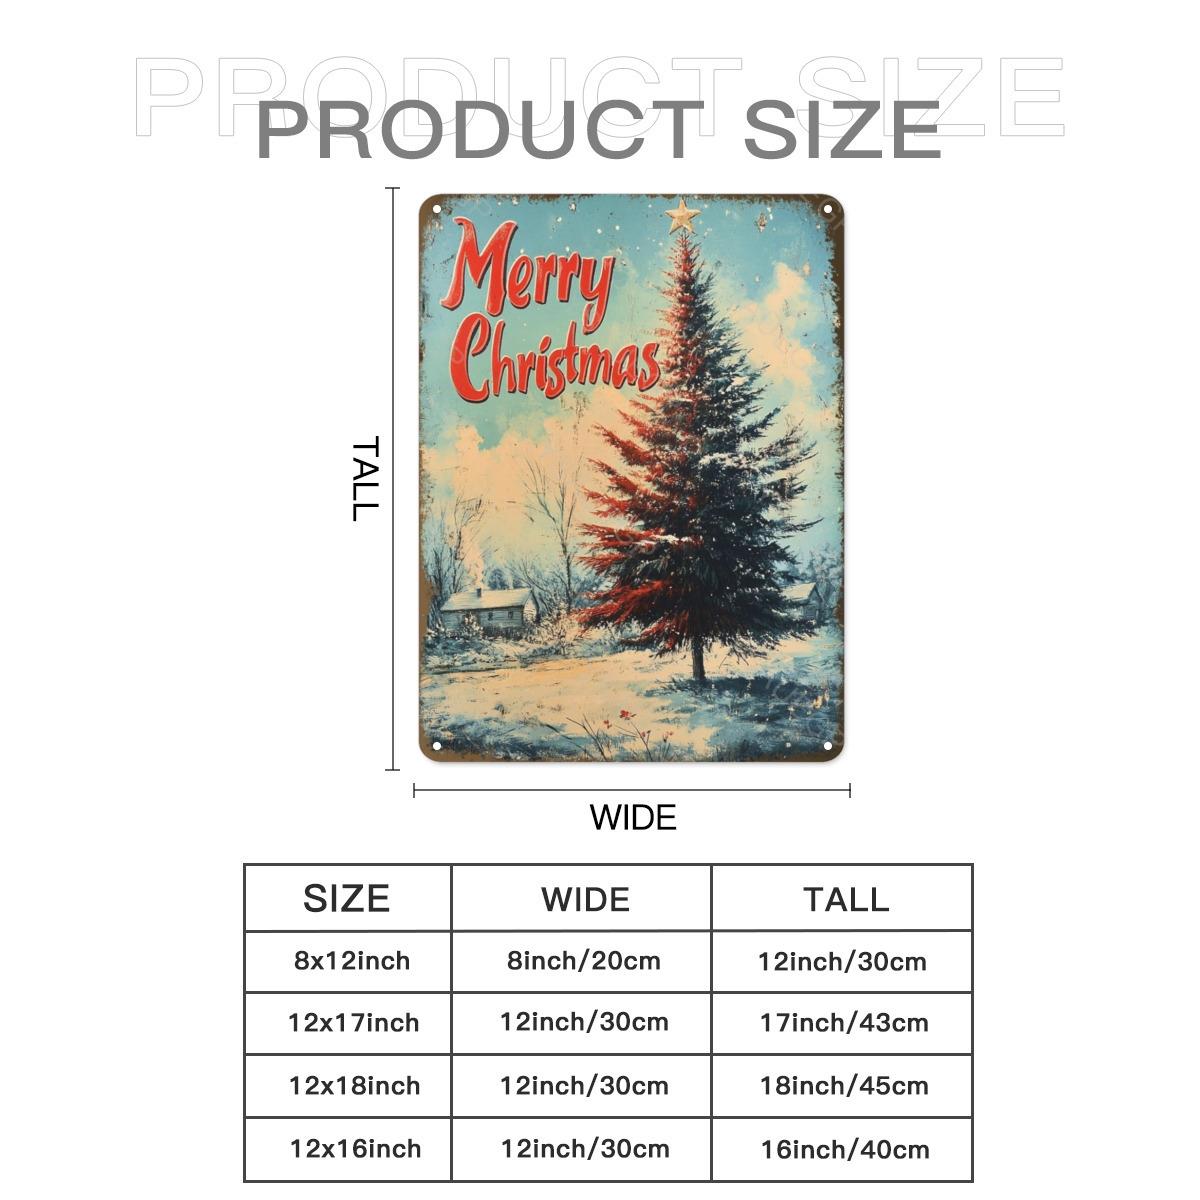 PRODUCT SIZE
PRODUCT SIZE
Merry
Christmas
TALL
WIDE
SIZE WIDE TALL
8x12inch 8inch/20cm 12inch/30cm
12x17inch 12inch/30cm 17inch/43cm
12x18inch 12inch/30cm 18inch/45cm
12x16inch 12inch/30cm 16inch/40cm